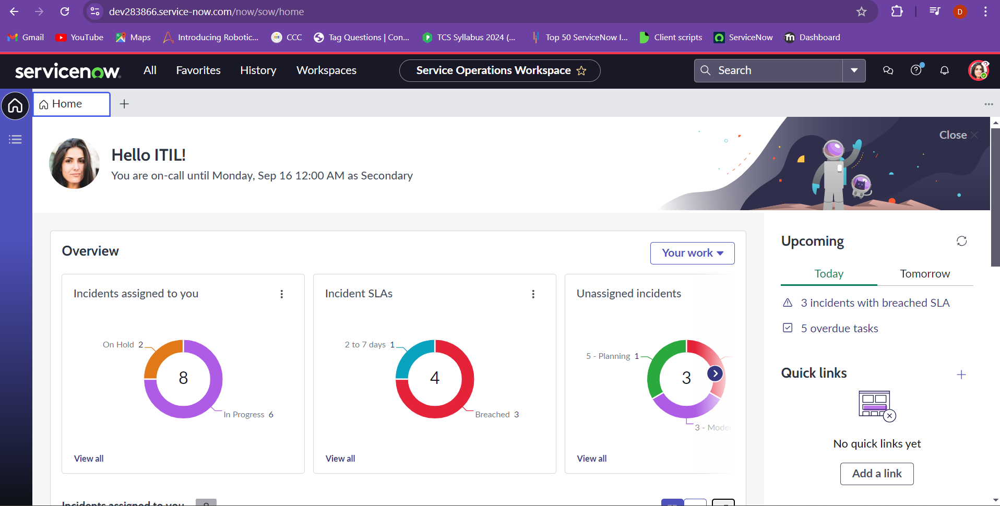 dev283866.service-now.com/now/sow/home
D
Gmail
YouTube
Maps
Introducing Robotic...
CCC
Tag Questions | Con...
TCS Syllabus 2024 (...
Top 50 ServiceNow I...
Client scripts
ServiceNow
Dashboard
servicenow
All
Favorites
History
Workspaces
Service Operations Workspace
Search
Home
Hello ITIL!
You are on-call until Monday, Sep 16 12:00 AM as Secondary
Close
Overview
Your work
Incidents assigned to you
On Hold 2
8
In Progress 6
View all
Incident SLAs
2 to 7 days 1
4
Breached 3
View all
Unassigned incidents
5 - Planning 1
3
3 - Moder
View all
Incidents assigned to you
Upcoming
Today
Tomorrow
3 incidents with breached SLA
5 overdue tasks
Quick links
No quick links yet
Add a link